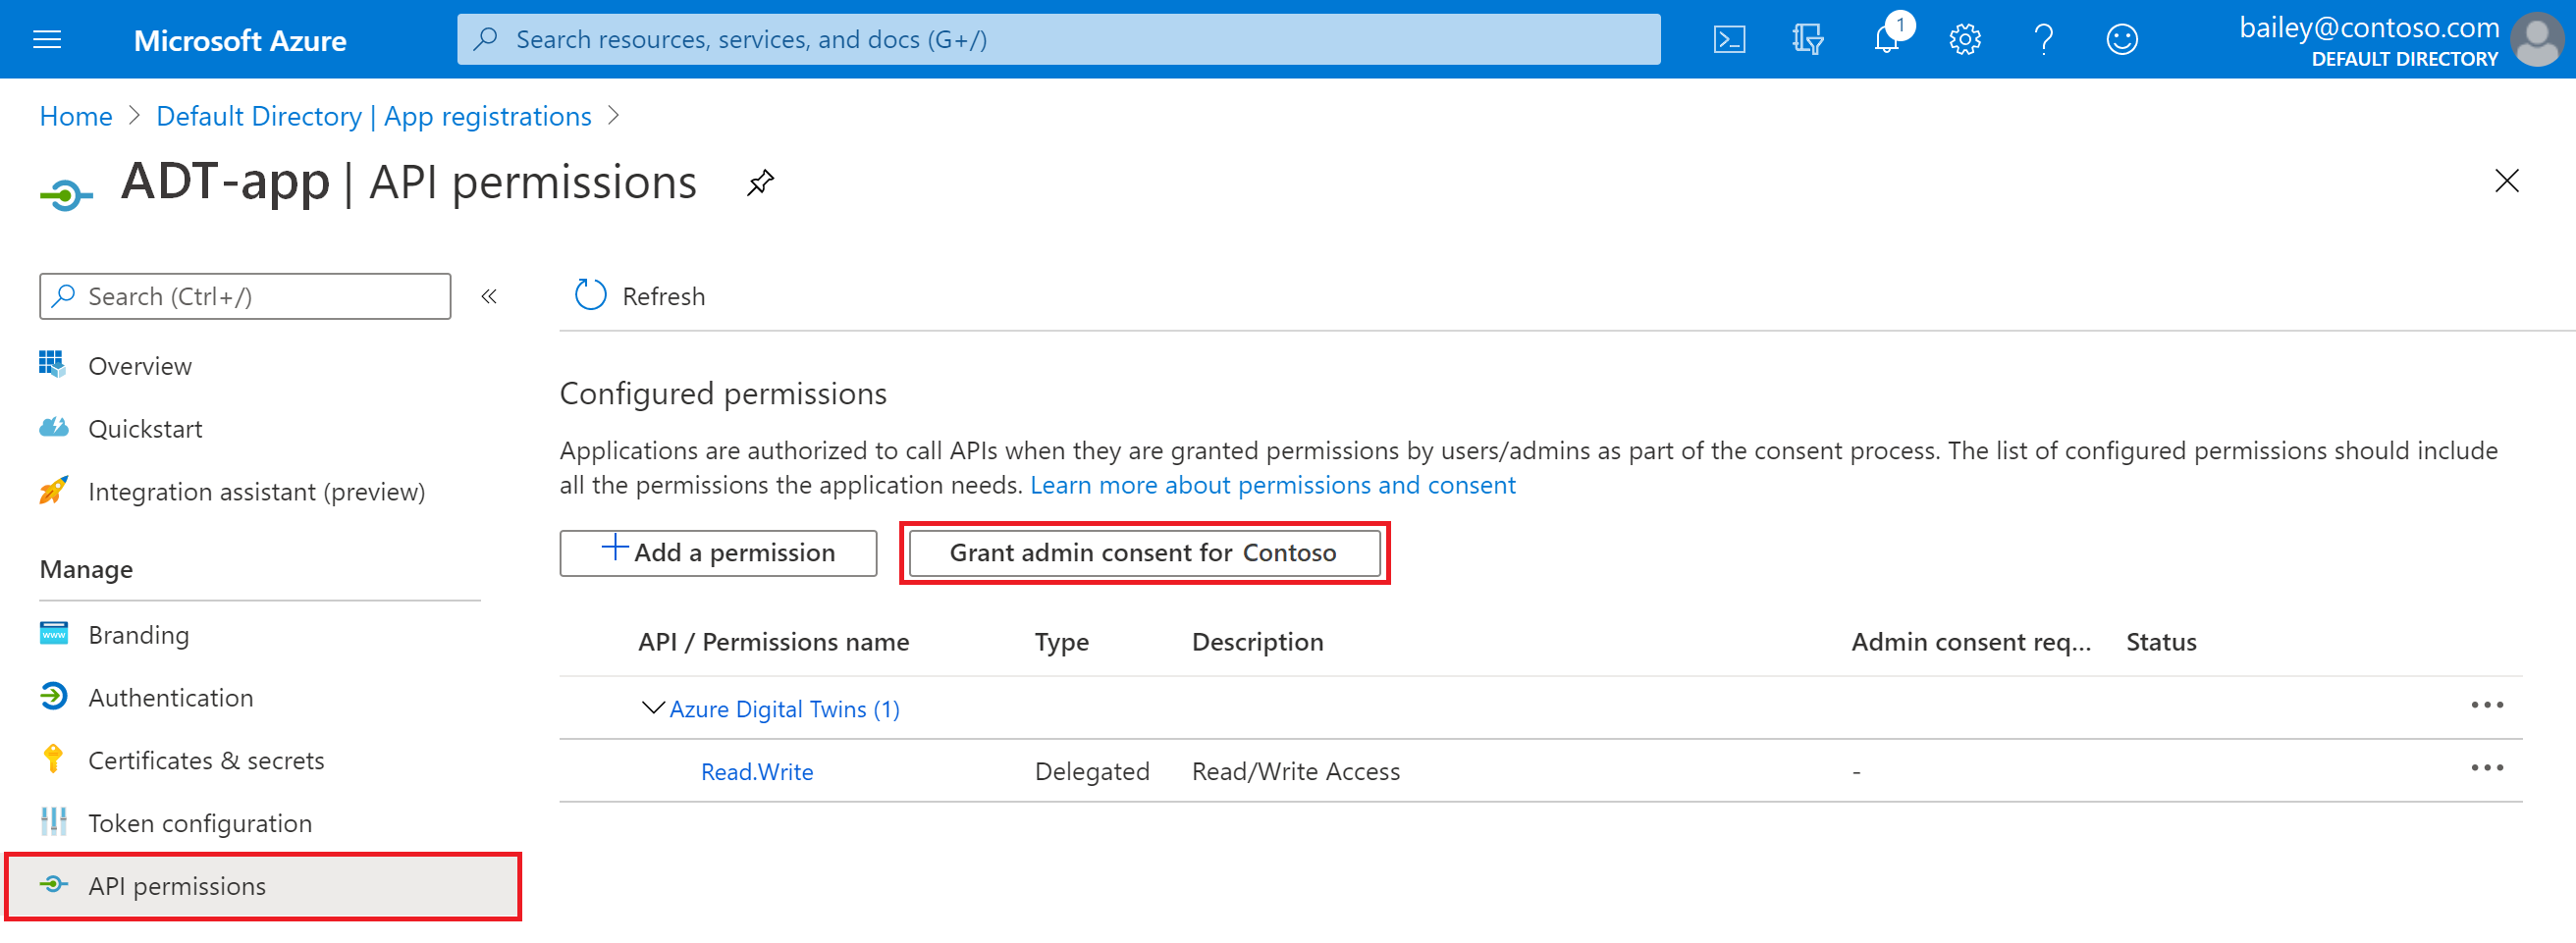 Microsoft Azure
Search resources, services, and docs (G+/)
1
bailey@contoso.com
DEFAULT DIRECTORY
Home > Default Directory | App registrations >
ADT-app | API permissions
Search (Ctrl+/)
«
Refresh
Overview
Quickstart
Integration assistant (preview)
Manage
Branding
Authentication
Certificates & secrets
Token configuration
API permissions
Configured permissions
Applications are authorized to call APIs when they are granted permissions by users/admins as part of the consent process. The list of configured permissions should include
all the permissions the application needs. Learn more about permissions and consent
Add a permission
Grant admin consent for Contoso
API / Permissions name Type Description Admin consent req... Status
Azure Digital Twins (1)
Read.Write Delegated Read/Write Access -